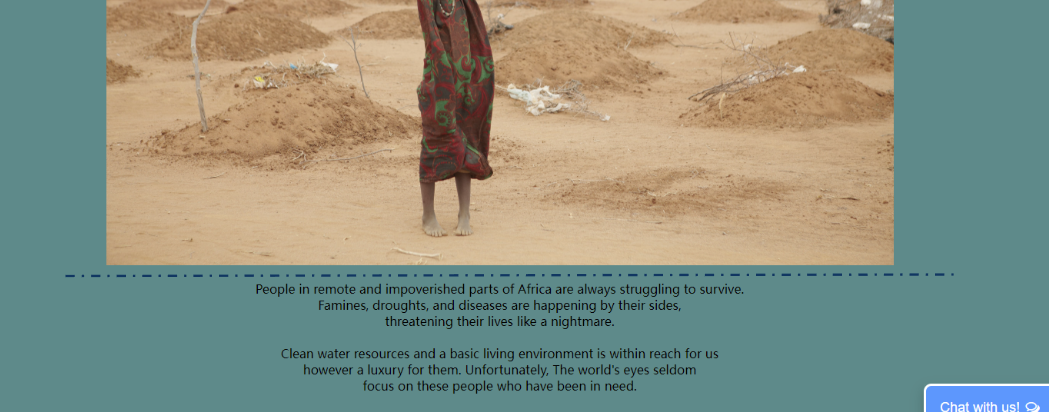 People in remote and impoverished parts of Africa are always struggling to survive.
Famines, droughts, and diseases are happening by their sides,
threatening their lives like a nightmare.
Clean water resources and a basic living environment is within reach for us
however a luxury for them. Unfortunately, The world's eyes seldom
focus on these people who have been in need.
Chat with us!